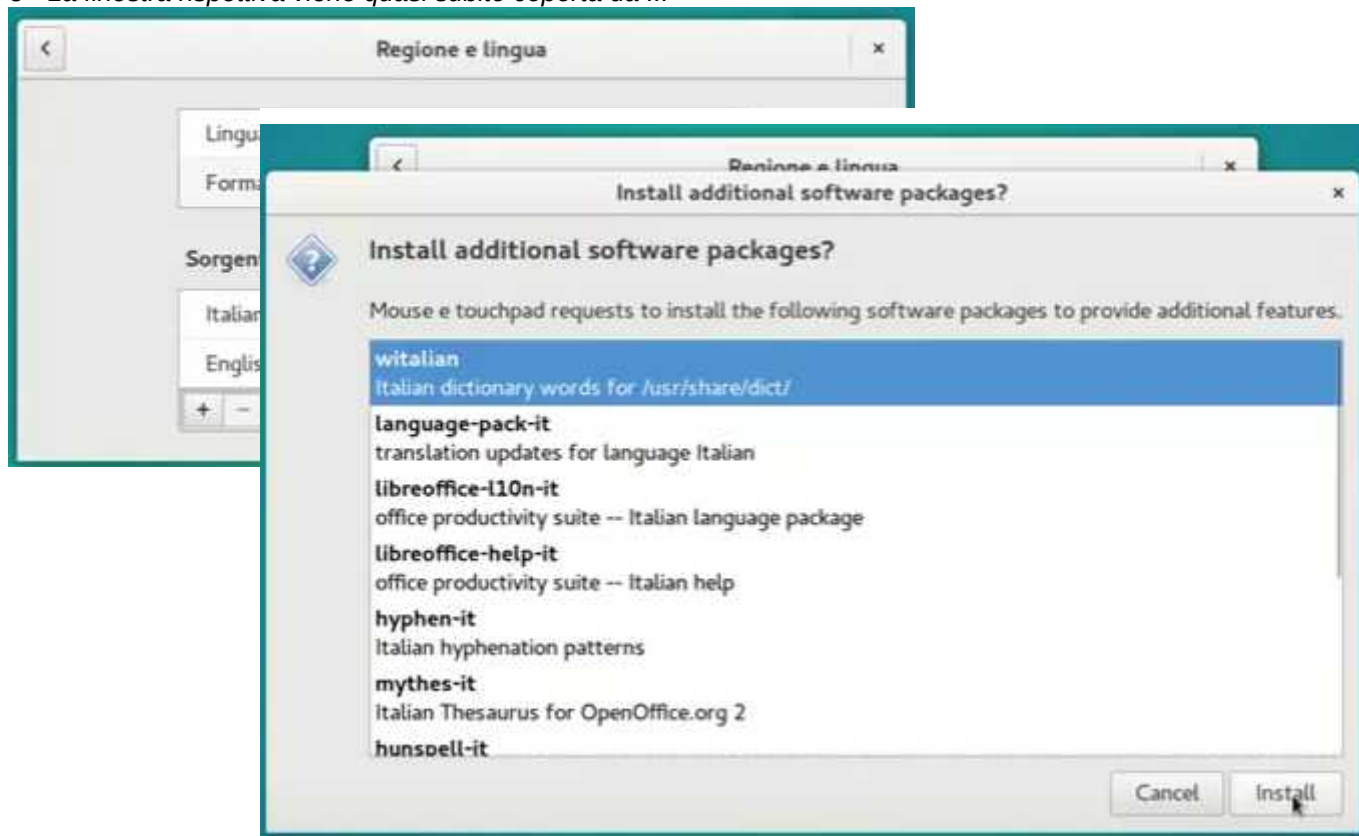 Regione e lingua
×
Lingu
Forma
Sorgen
Italian
Englis
+ -
Regione e lingua
×
Install additional software packages?
×
Install additional software packages?
Mouse e touchpad requests to install the following software packages to provide additional features.
witalian
Italian dictionary words for /usr/share/dict/
language-pack-it
translation updates for language Italian
libreoffice-l10n-it
office productivity suite -- Italian language package
libreoffice-help-it
office productivity suite -- Italian help
hyphen-it
Italian hyphenation patterns
mythes-it
Italian Thesaurus for OpenOffice.org 2
hunspell-it
Cancel Install